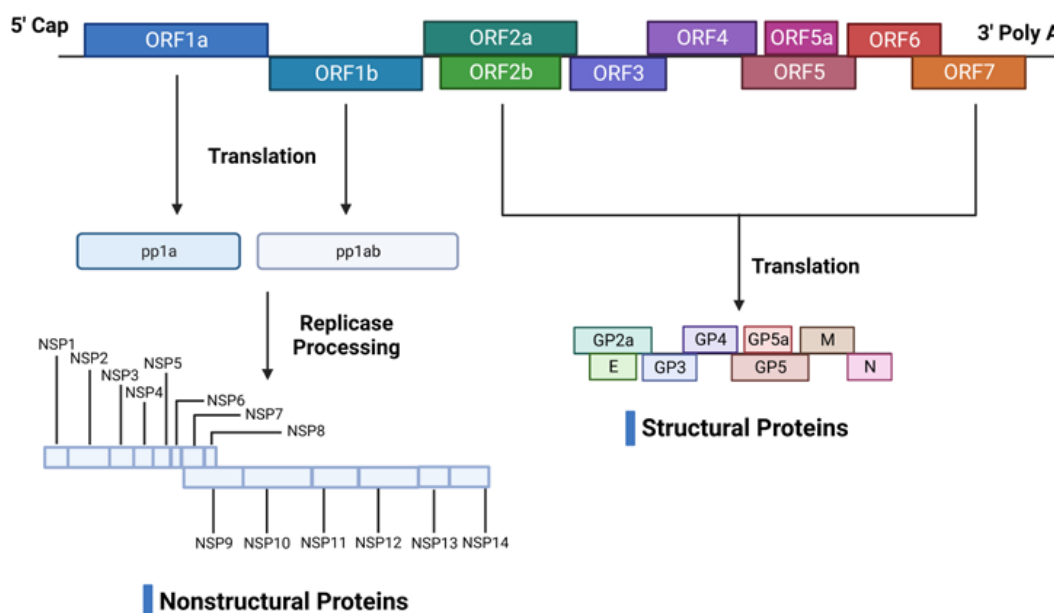 5' Cap
ORF1a
ORF2a
ORF4
ORF5a
ORF6
3' Poly A
ORF1b
ORF2b
ORF3
ORF5
ORF7
Translation
pp1a
pp1ab
Translation
Replicase
Processing
GP2a
GP4
GP5a
M
E
GP3
GP5
N
NSP1
NSP2
NSP3
NSP4
NSP5
NSP6
NSP7
NSP8
Structural Proteins
NSP9
NSP10
NSP11
NSP12
NSP13
NSP14
Nonstructural Proteins